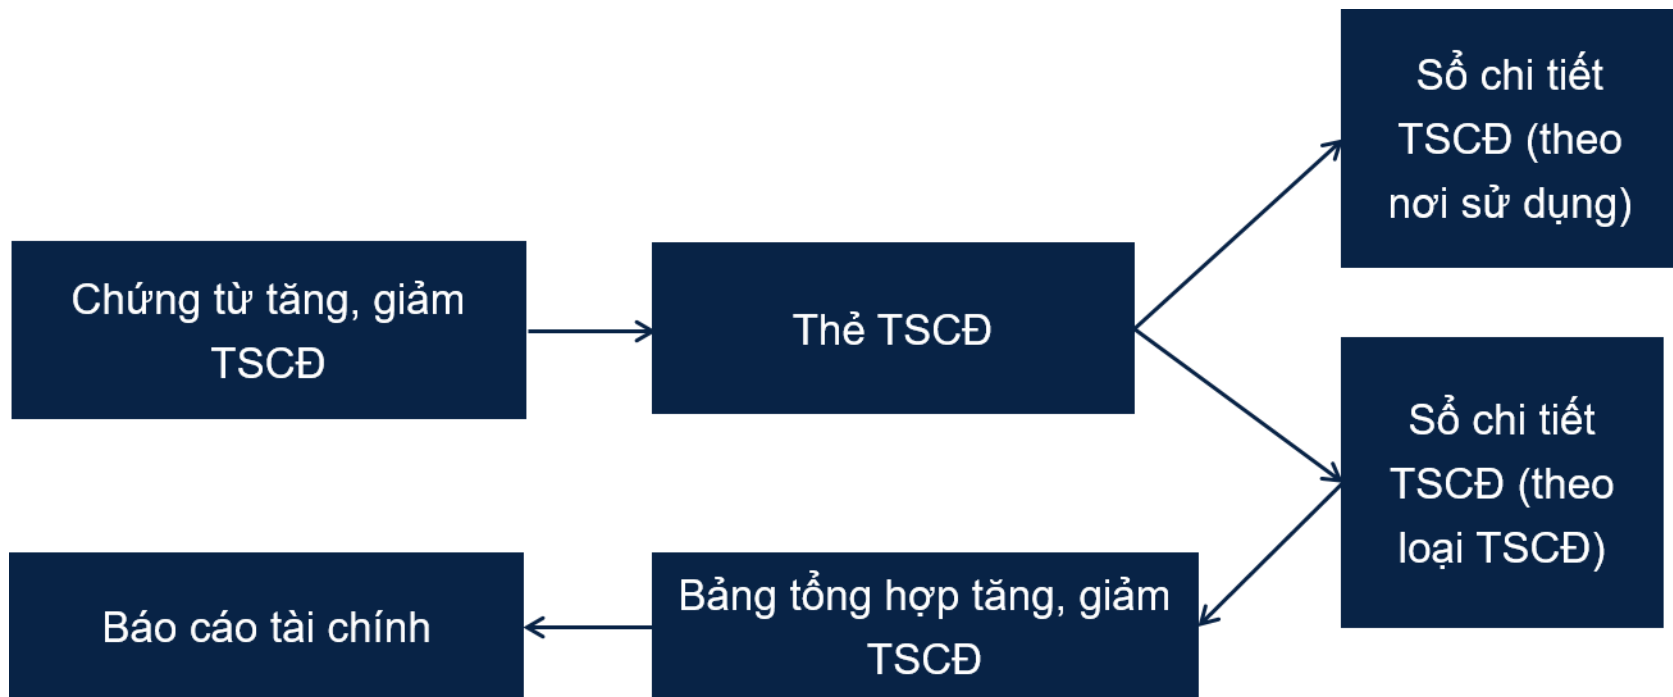 Chứng từ tăng, giảm
TSCĐ
Thẻ TSCĐ
Sổ chi tiết
TSCĐ (theo
nơi sử dụng)
Sổ chi tiết
TSCĐ (theo
loại TSCĐ)
Bảng tổng hợp tăng, giảm
TSCĐ
Báo cáo tài chính